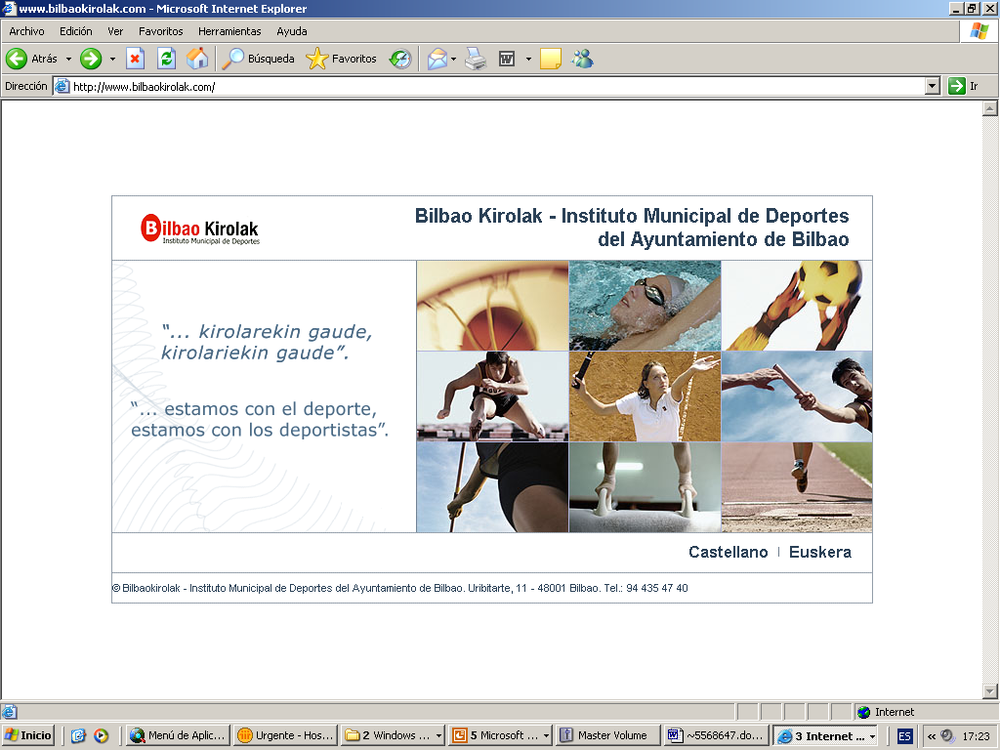 www.bilbaokirolak.com - Microsoft Internet Explorer
Archivo Edición Ver Favoritos Herramientas Ayuda
Atrás Búsqueda Favoritos
Dirección http://www.bilbaokirolak.com/ Ir
Bilbao Kirolak
Instituto Municipal de Deportes
Bilbao Kirolak - Instituto Municipal de Deportes
del Ayuntamiento de Bilbao
“... kirolarekin gaude,
kirolariekin gaude”.
“... estamos con el deporte,
estamos con los deportistas”.
Castellano | Euskera
© Bilbaokirolak - Instituto Municipal de Deportes del Ayuntamiento de Bilbao. Uribitarte, 11 - 48001 Bilbao. Tel.: 94 435 47 40
Internet
Inicio Menú de Aplic... Urgente - Hos... 2 Windows ... 5 Microsoft ... Master Volume ~5568647.do... 3 Internet ... ES « 17:23